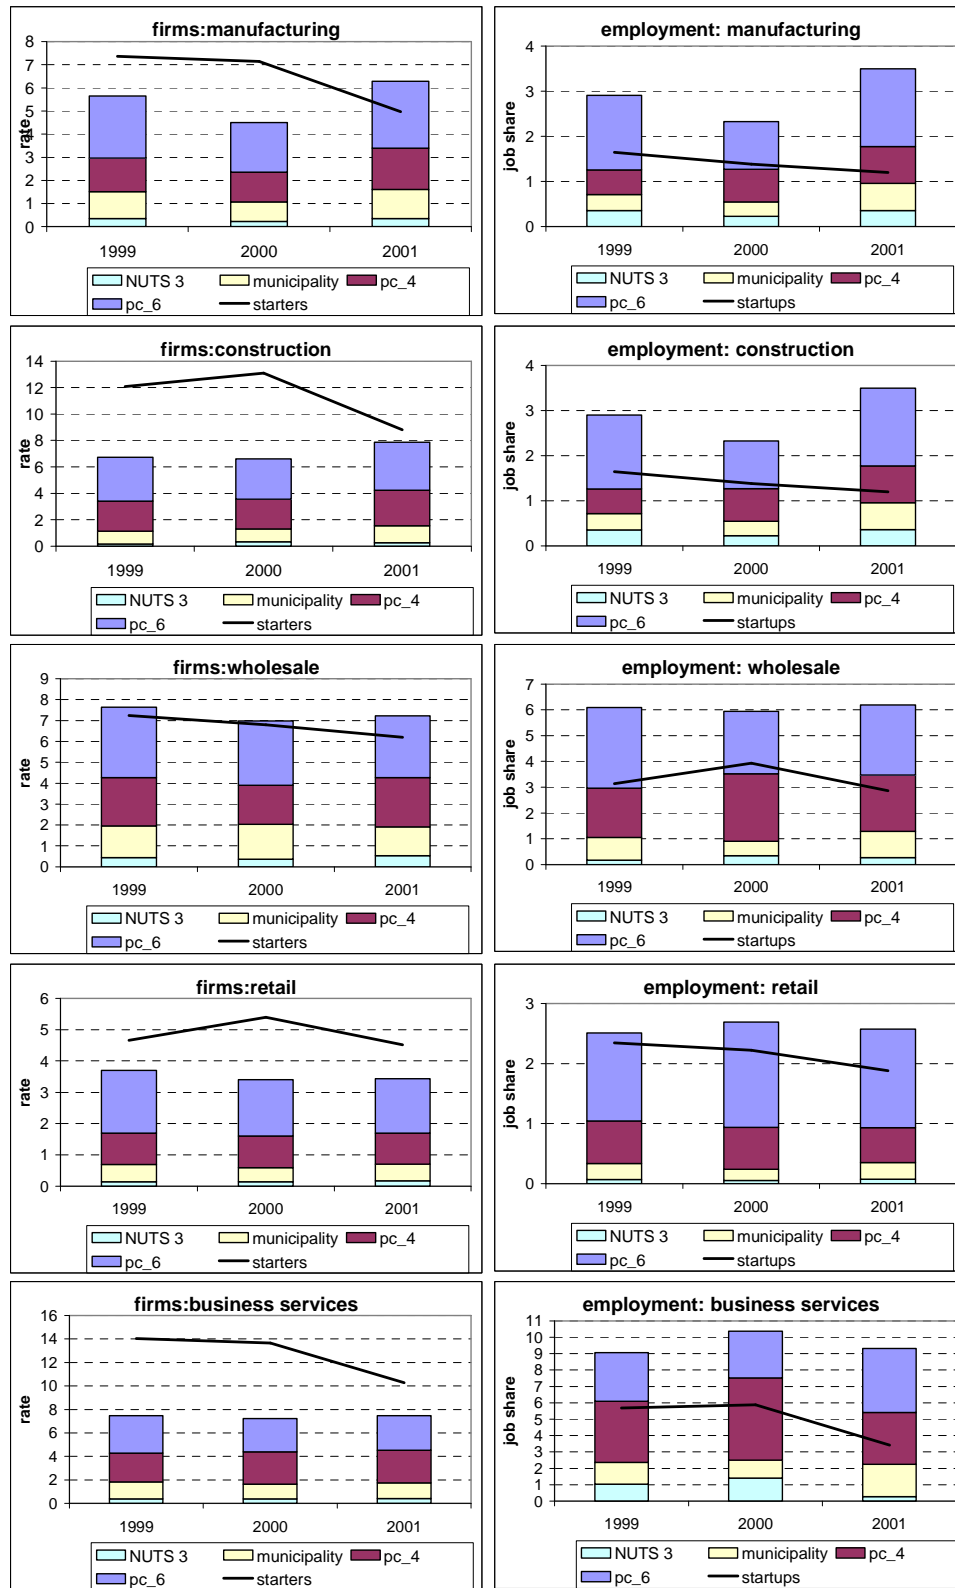 firms:manufacturing
8
7
6
5
4
3
2
1
0
rate
1999 2000 2001
NUTS 3 municipality pc_4
pc_6 starters
employment: manufacturing
4
3
2
1
0
job share
1999 2000 2001
NUTS 3 municipality pc_4
pc_6 startups
firms:construction
14
12
10
8
6
4
2
0
rate
1999 2000 2001
NUTS 3 municipality pc_4
pc_6 starters
employment: construction
4
3
2
1
0
job share
1999 2000 2001
NUTS 3 municipality pc_4
pc_6 startups
firms:wholesale
9
8
7
6
5
4
3
2
1
0
rate
1999 2000 2001
NUTS 3 municipality pc_4
pc_6 starters
employment: wholesale
7
6
5
4
3
2
1
0
job share
1999 2000 2001
NUTS 3 municipality pc_4
pc_6 startups
firms:retail
6
5
4
3
2
1
0
rate
1999 2000 2001
NUTS 3 municipality pc_4
pc_6 starters
employment: retail
3
2
1
0
job share
1999 2000 2001
NUTS 3 municipality pc_4
pc_6 startups
firms:business services
16
14
12
10
8
6
4
2
0
rate
1999 2000 2001
NUTS 3 municipality pc_4
pc_6 starters
employment: business services
11
10
9
8
7
6
5
4
3
2
1
0
job share
1999 2000 2001
NUTS 3 municipality pc_4
pc_6 startups